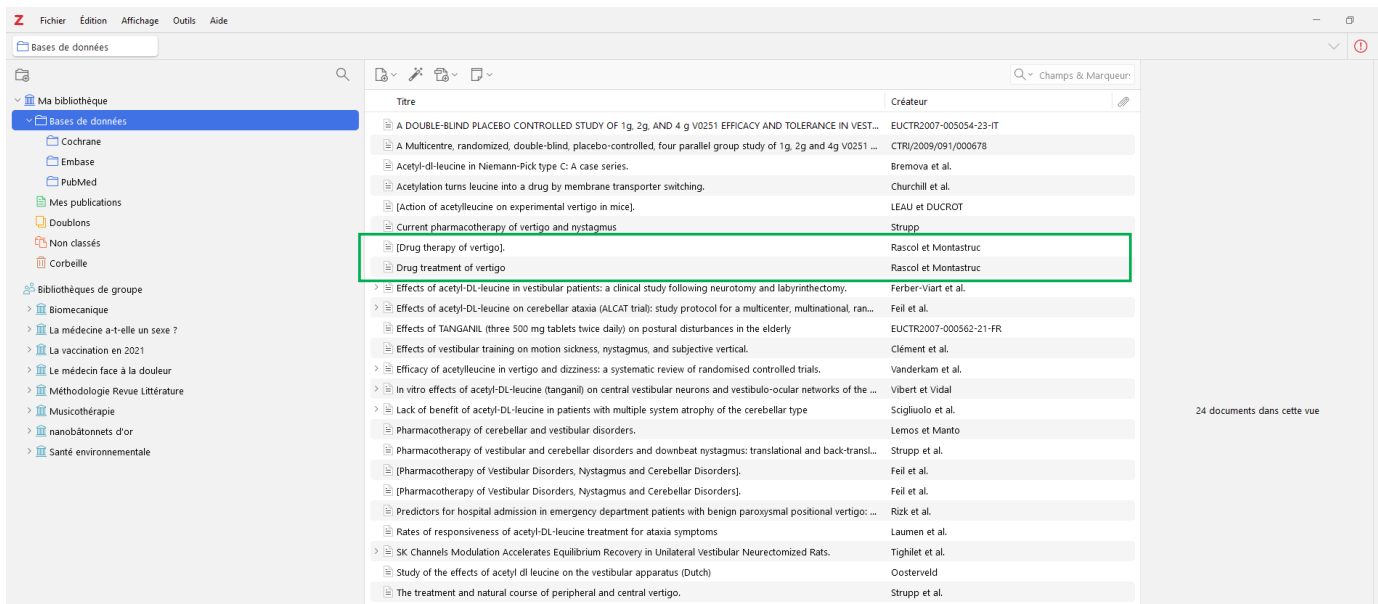 Z Fichier Édition Affichage Outils Aide
Bases de données
Champs & Marqueurs
Ma bibliothèque
Bases de données
Cochrane
Embase
PubMed
Mes publications
Doublons
Non classés
Corbeille
Bibliothèques de groupe
Biomecanique
La médecine a-t-elle un sexe ?
La vaccination en 2021
Le médecin face à la douleur
Méthodologie Revue Littérature
Musicothérapie
nanobâtonnets d'or
Santé environnementale
Titre Créateur
A DOUBLE-BLIND PLACEBO CONTROLLED STUDY OF 1g, 2g, AND 4 g V0251 EFFICACY AND TOLERANCE IN VEST... EUCTR2007-005054-23-IT
A Multicentre, randomized, double-blind, placebo-controlled, four parallel group study of 1g, 2g and 4g V0251 ... CTRI/2009/091/000678
Acetyl-dl-leucine in Niemann-Pick type C: A case series. Bremova et al.
Acetylation turns leucine into a drug by membrane transporter switching. Churchill et al.
[Action of acetylleucine on experimental vertigo in mice]. LEAU et DUCROT
Current pharmacotherapy of vertigo and nystagmus Strupp
[Drug therapy of vertigo]. Rascol et Montastruc
Drug treatment of vertigo Rascol et Montastruc
Effects of acetyl-DL-leucine in vestibular patients: a clinical study following neurotomy and labyrinthectomy. Ferber-Viart et al.
Effects of acetyl-DL-leucine on cerebellar ataxia (ALCAT trial): study protocol for a multicenter, multinational, ran... Feil et al.
Effects of TANGANIL (three 500 mg tablets twice daily) on postural disturbances in the elderly EUCTR2007-000562-21-FR
Effects of vestibular training on motion sickness, nystagmus, and subjective vertical. Clément et al.
Efficacy of acetylleucine in vertigo and dizziness: a systematic review of randomised controlled trials. Vanderkam et al.
In vitro effects of acetyl-DL-leucine (tanganil) on central vestibular neurons and vestibulo-ocular networks of the ... Vibert et Vidal
Lack of benefit of acetyl-DL-leucine in patients with multiple system atrophy of the cerebellar type Scigliuolo et al.
Pharmacotherapy of cerebellar and vestibular disorders. Lemos et Manto
Pharmacotherapy of vestibular and cerebellar disorders and downbeat nystagmus: translational and back-transl... Strupp et al.
[Pharmacotherapy of Vestibular Disorders, Nystagmus and Cerebellar Disorders]. Feil et al.
[Pharmacotherapy of Vestibular Disorders, Nystagmus and Cerebellar Disorders]. Feil et al.
Predictors for hospital admission in emergency department patients with benign paroxysmal positional vertigo: ... Rizk et al.
Rates of responsiveness of acetyl-DL-leucine treatment for ataxia symptoms Laumen et al.
SK Channels Modulation Accelerates Equilibrium Recovery in Unilateral Vestibular Neurectomized Rats. Tighilet et al.
Study of the effects of acetyl dl leucine on the vestibular apparatus (Dutch) Oosterveld
The treatment and natural course of peripheral and central vertigo. Strupp et al.
24 documents dans cette vue